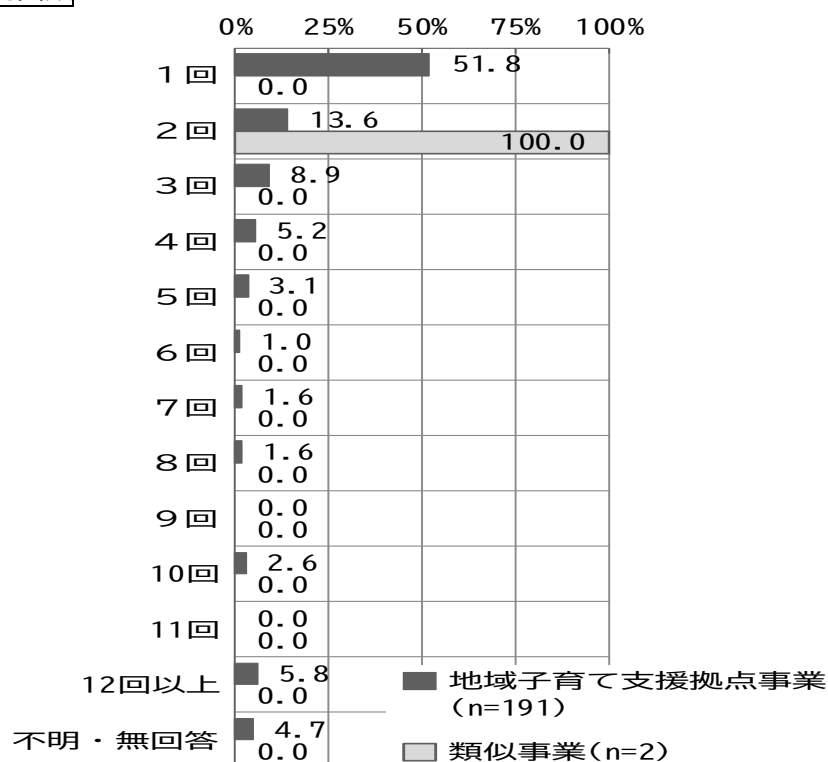 0% 25% 50% 75% 100%
1回 51.8
0.0
2回 13.6
100.0
3回 8.9
0.0
4回 5.2
0.0
5回 3.1
0.0
6回 1.0
0.0
7回 1.6
0.0
8回 1.6
0.0
9回 0.0
0.0
10回 2.6
0.0
11回 0.0
0.0
12回以上 5.8
0.0
不明・無回答 4.7
0.0
地域子育て支援拠点事業
(n=191)
類似事業(n=2)